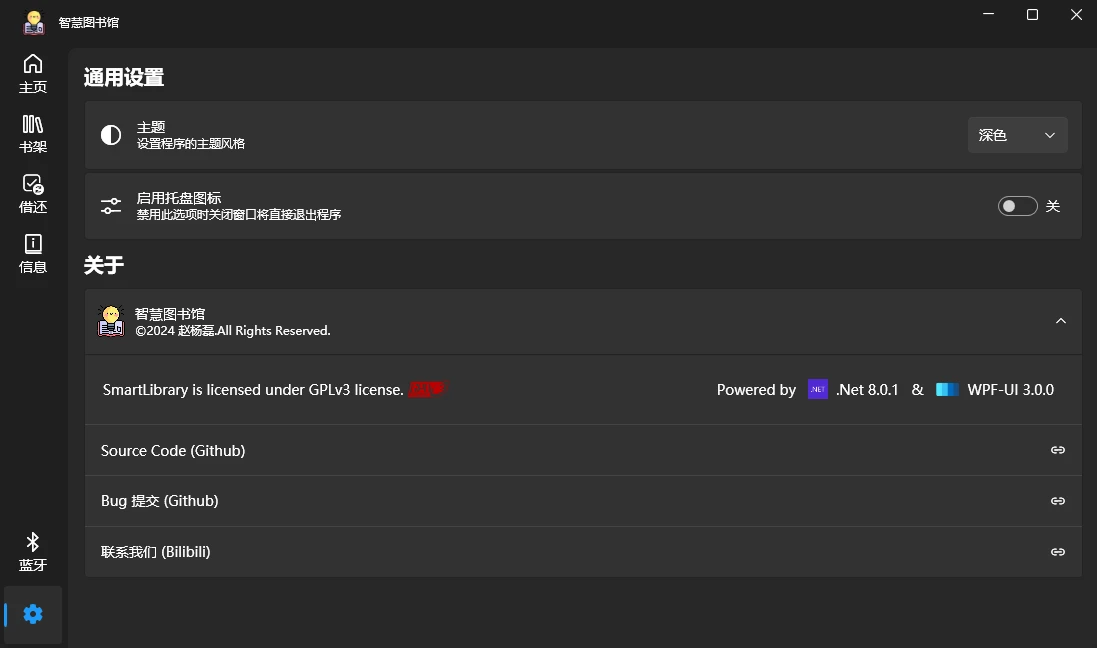 智慧图书馆
主页
书架
借还
信息
蓝牙
通用设置
主题
设置程序的主题风格
深色
启用托盘图标
禁用此选项时关闭窗口将直接退出程序
关
关于
智慧图书馆
©2024 赵杨磊.All Rights Reserved.
SmartLibrary is licensed under GPLv3 license.
Powered by .NET .Net 8.0.1 & WPF-UI 3.0.0
Source Code (Github)
Bug 提交 (Github)
联系我们 (Bilibili)